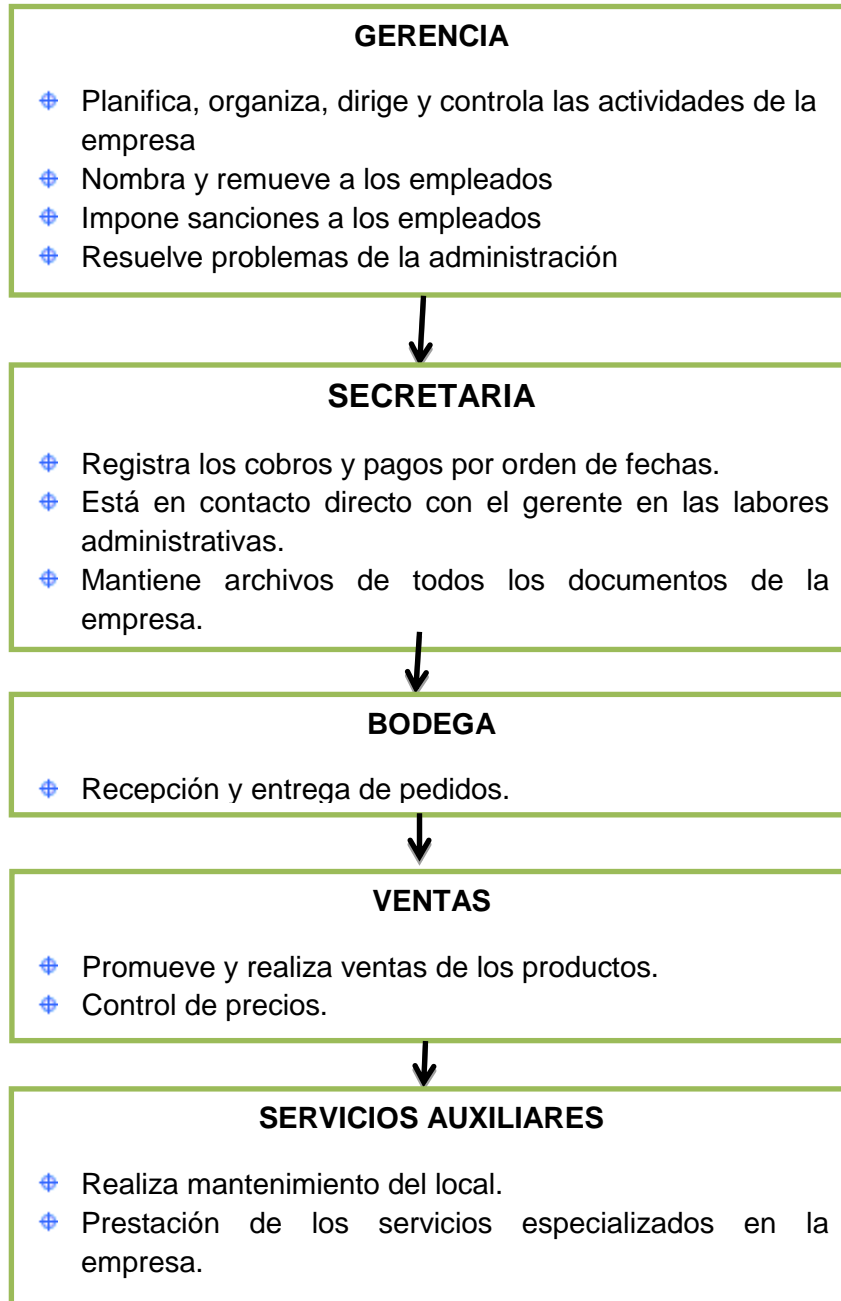 GERENCIA
Planifica, organiza, dirige y controla las actividades de la
empresa
Nombra y remueve a los empleados
Impone sanciones a los empleados
Resuelve problemas de la administración
SECRETARIA
Registra los cobros y pagos por orden de fechas.
Está en contacto directo con el gerente en las labores
administrativas.
Mantiene archivos de todos los documentos de la
empresa.
BODEGA
Recepción y entrega de pedidos.
VENTAS
Promueve y realiza ventas de los productos.
Control de precios.
SERVICIOS AUXILIARES
Realiza mantenimiento del local.
Prestación de los servicios especializados en la
empresa.